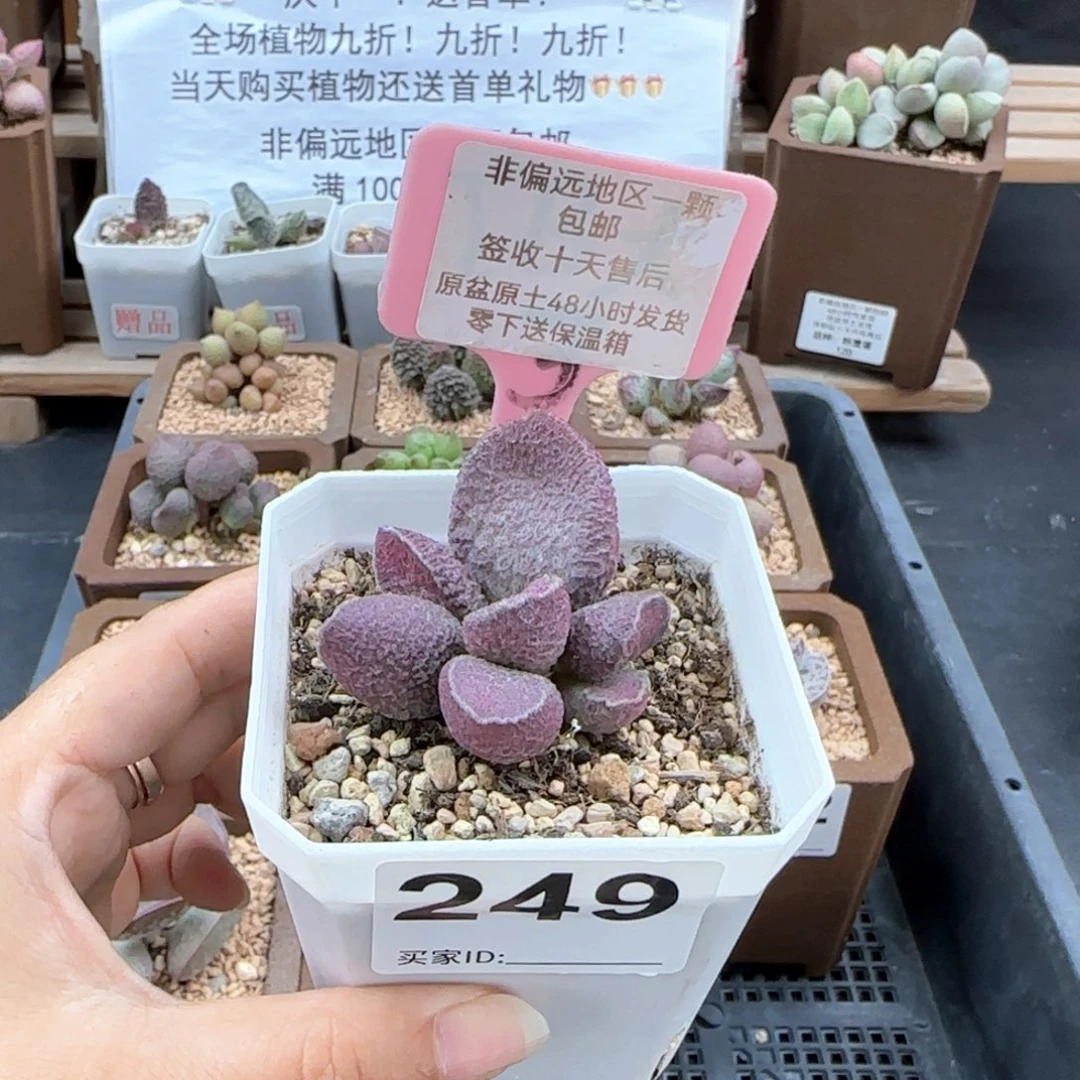 全场植物九折！九折！九折！
当天购买植物还送首单礼物
非偏远地区
满 100
非偏远地区一颗
包邮
签收十天售后
原盆原土48小时发货
零下送保温箱
赠品
品
120
249
买家ID: